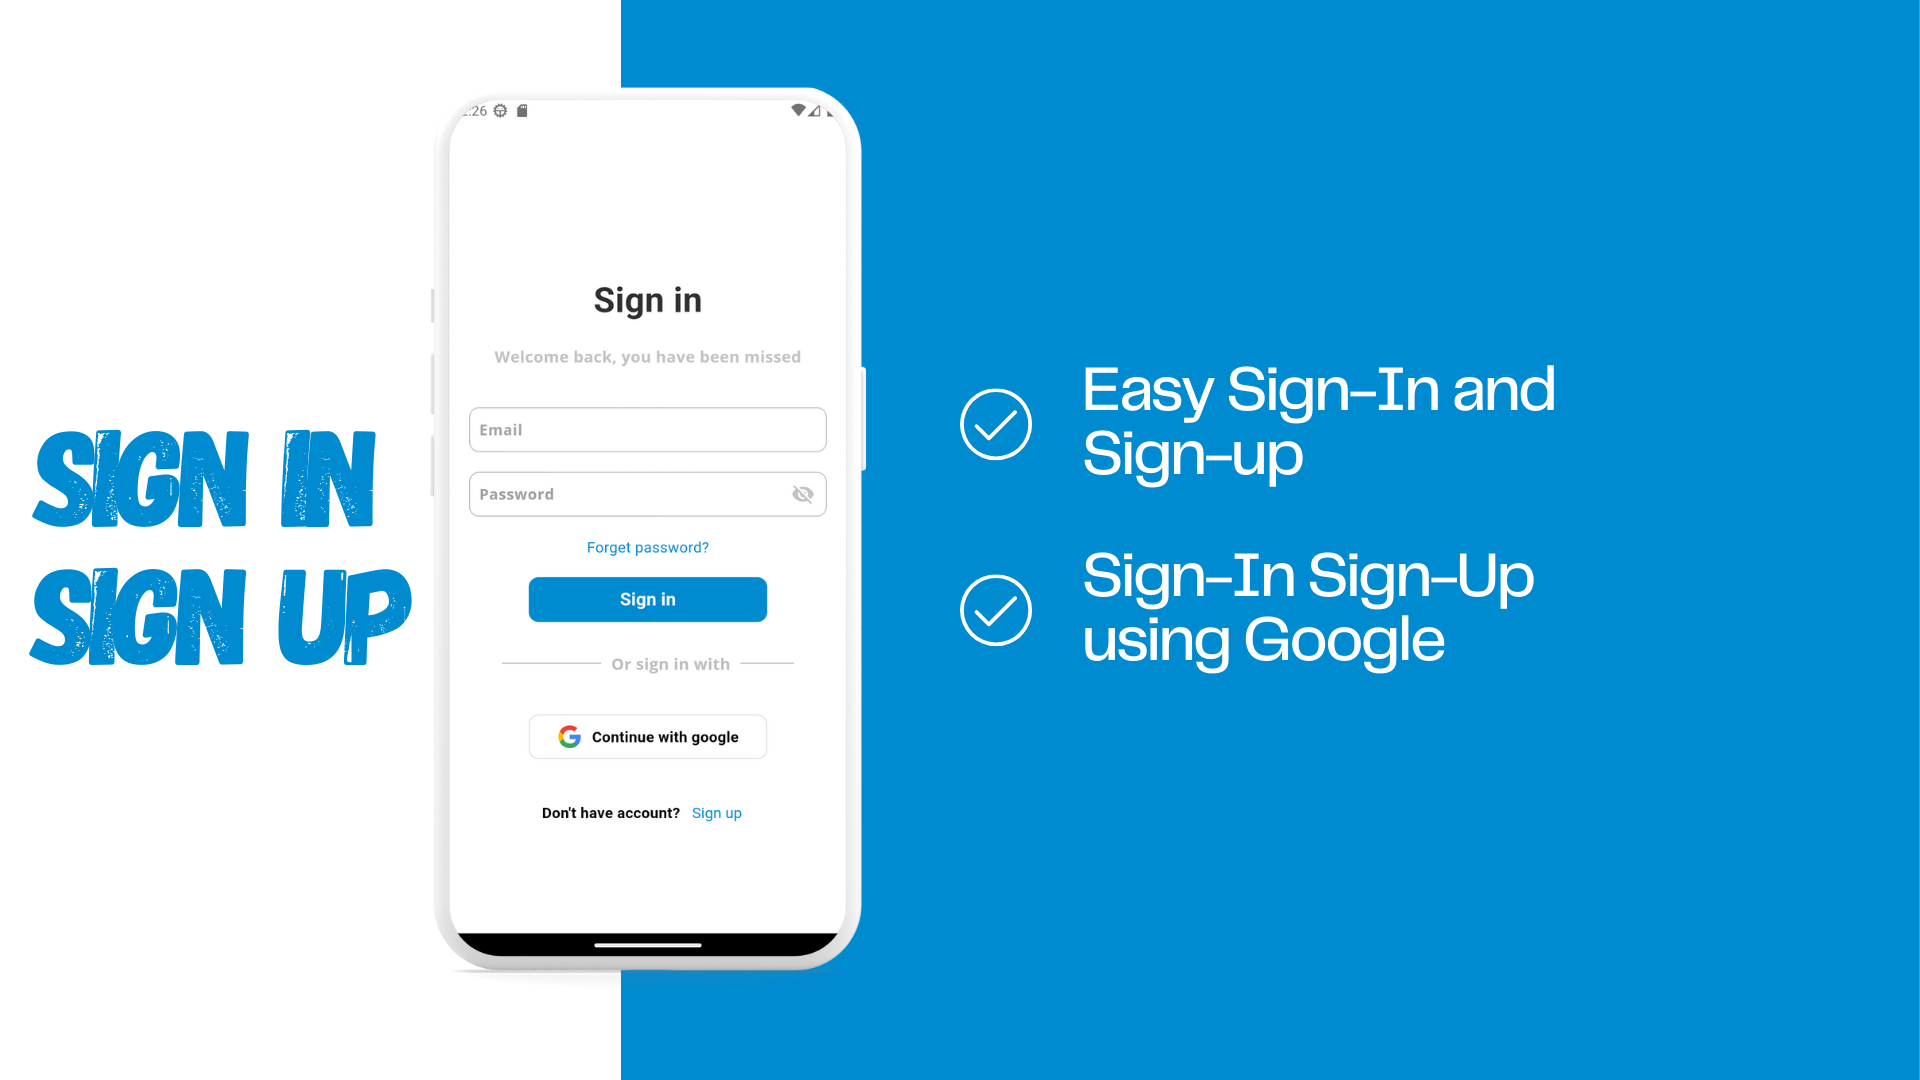 SIGN IN
SIGN UP
:26
Sign in
Welcome back, you have been missed
Email
Password
Forget password?
Sign in
Or sign in with
Continue with google
Don't have account? Sign up
Easy Sign-In and
Sign-up
Sign-In Sign-Up
using Google